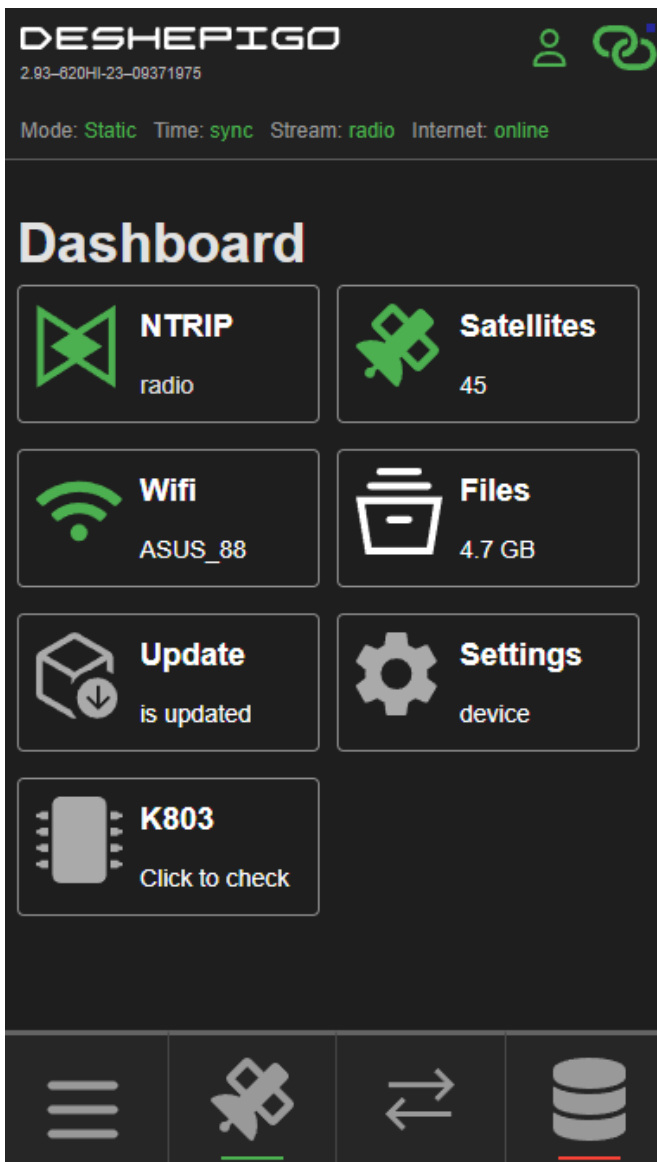 DESHEPIGO
2.93–620HI-23–09371975
Mode: Static Time: sync Stream: radio Internet: online
Dashboard
NTRIP
radio
Satellites
45
Wifi
ASUS_88
Files
4.7 GB
Update
is updated
Settings
device
K803
Click to check